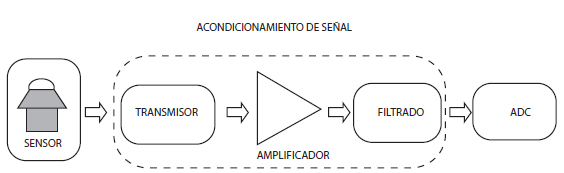 ACONDICIONAMIENTO DE SEÑAL
SENSOR
TRANSMISOR
AMPLIFICADOR
FILTRADO
ADC